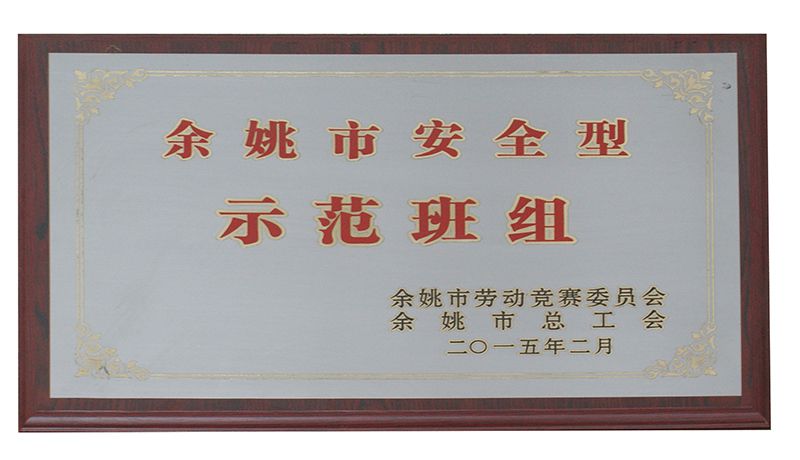 余姚市安全型
示范班组
余姚市劳动竞赛委员会
余姚市总工会
二〇一五年二月